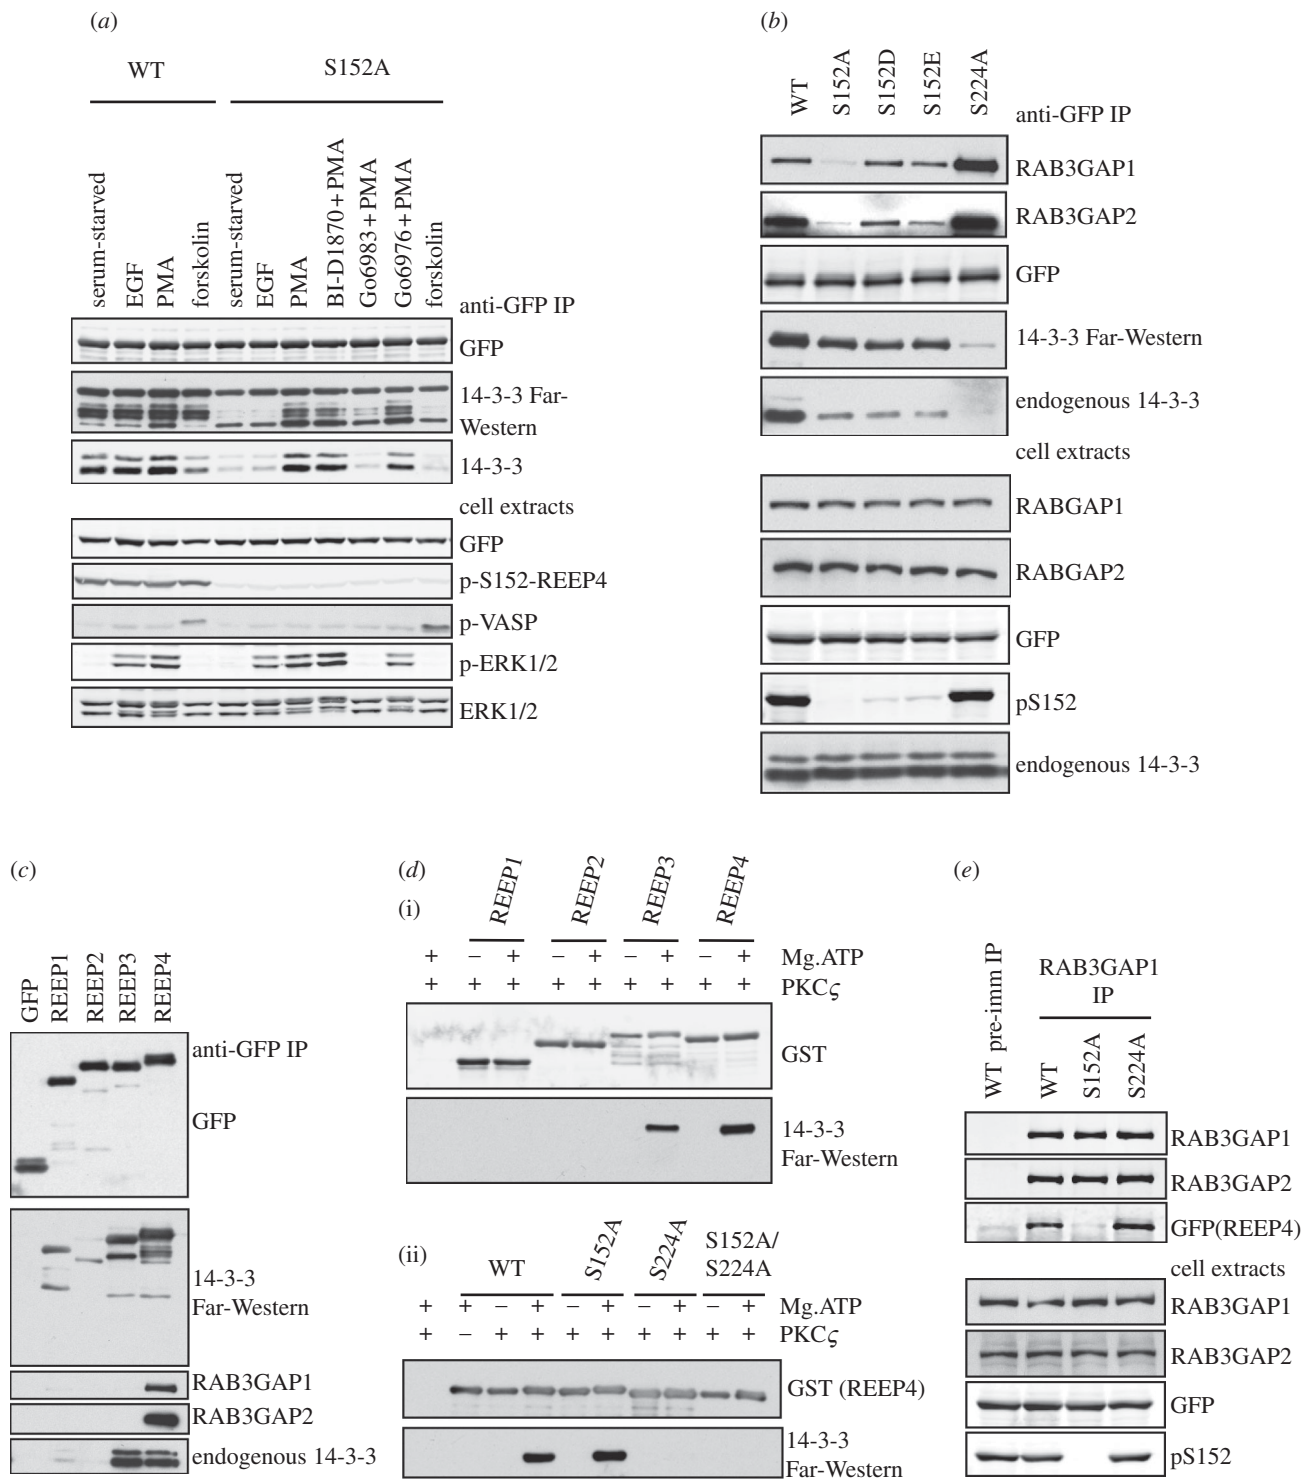 (a)
WT
S152A
serum-starved
EGF
PMA
forskolin
serum-starved
EGF
PMA
BI-D1870+PMA
Go6983+PMA
Go6976+PMA
forskolin
anti-GFP IP
GFP
14-3-3 Far-
Western
14-3-3
cell extracts
GFP
p-S152-REEP4
p-VASP
p-ERK1/2
ERK1/2
(b)
WT
S152A
S152D
S152E
S224A
anti-GFP IP
RAB3GAP1
RAB3GAP2
GFP
14-3-3 Far-Western
endogenous 14-3-3
cell extracts
RABGAP1
RABGAP2
GFP
pS152
endogenous 14-3-3
(c)
GFP
REEP1
REEP2
REEP3
REEP4
anti-GFP IP
GFP
14-3-3
Far-Western
RAB3GAP1
RAB3GAP2
endogenous 14-3-3
(d)
(i)
REEP1
REEP2
REEP3
REEP4
+ – + – + – + – + Mg.ATP
+ + + + + + + + + PKCζ
GST
14-3-3
Far-Western
(ii)
WT
S152A
S224A
S152A/
S224A
+ + – + – + – + – + Mg.ATP
+ – + + + + + + + + PKCζ
GST (REEP4)
14-3-3
Far-Western
(e)
WT pre-imm IP
RAB3GAP1
IP
WT
S152A
S224A
RAB3GAP1
RAB3GAP2
GFP(REEP4)
cell extracts
RAB3GAP1
RAB3GAP2
GFP
pS152